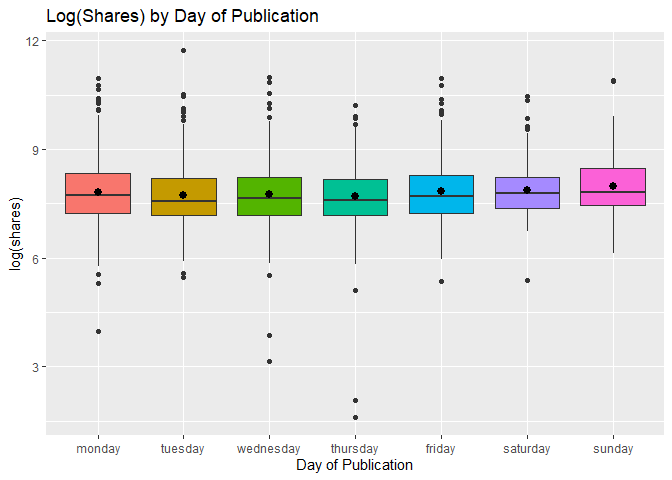 Log(Shares) by Day of Publication
12
9
6
3
log(shares)
monday tuesday wednesday thursday friday saturday sunday
Day of Publication